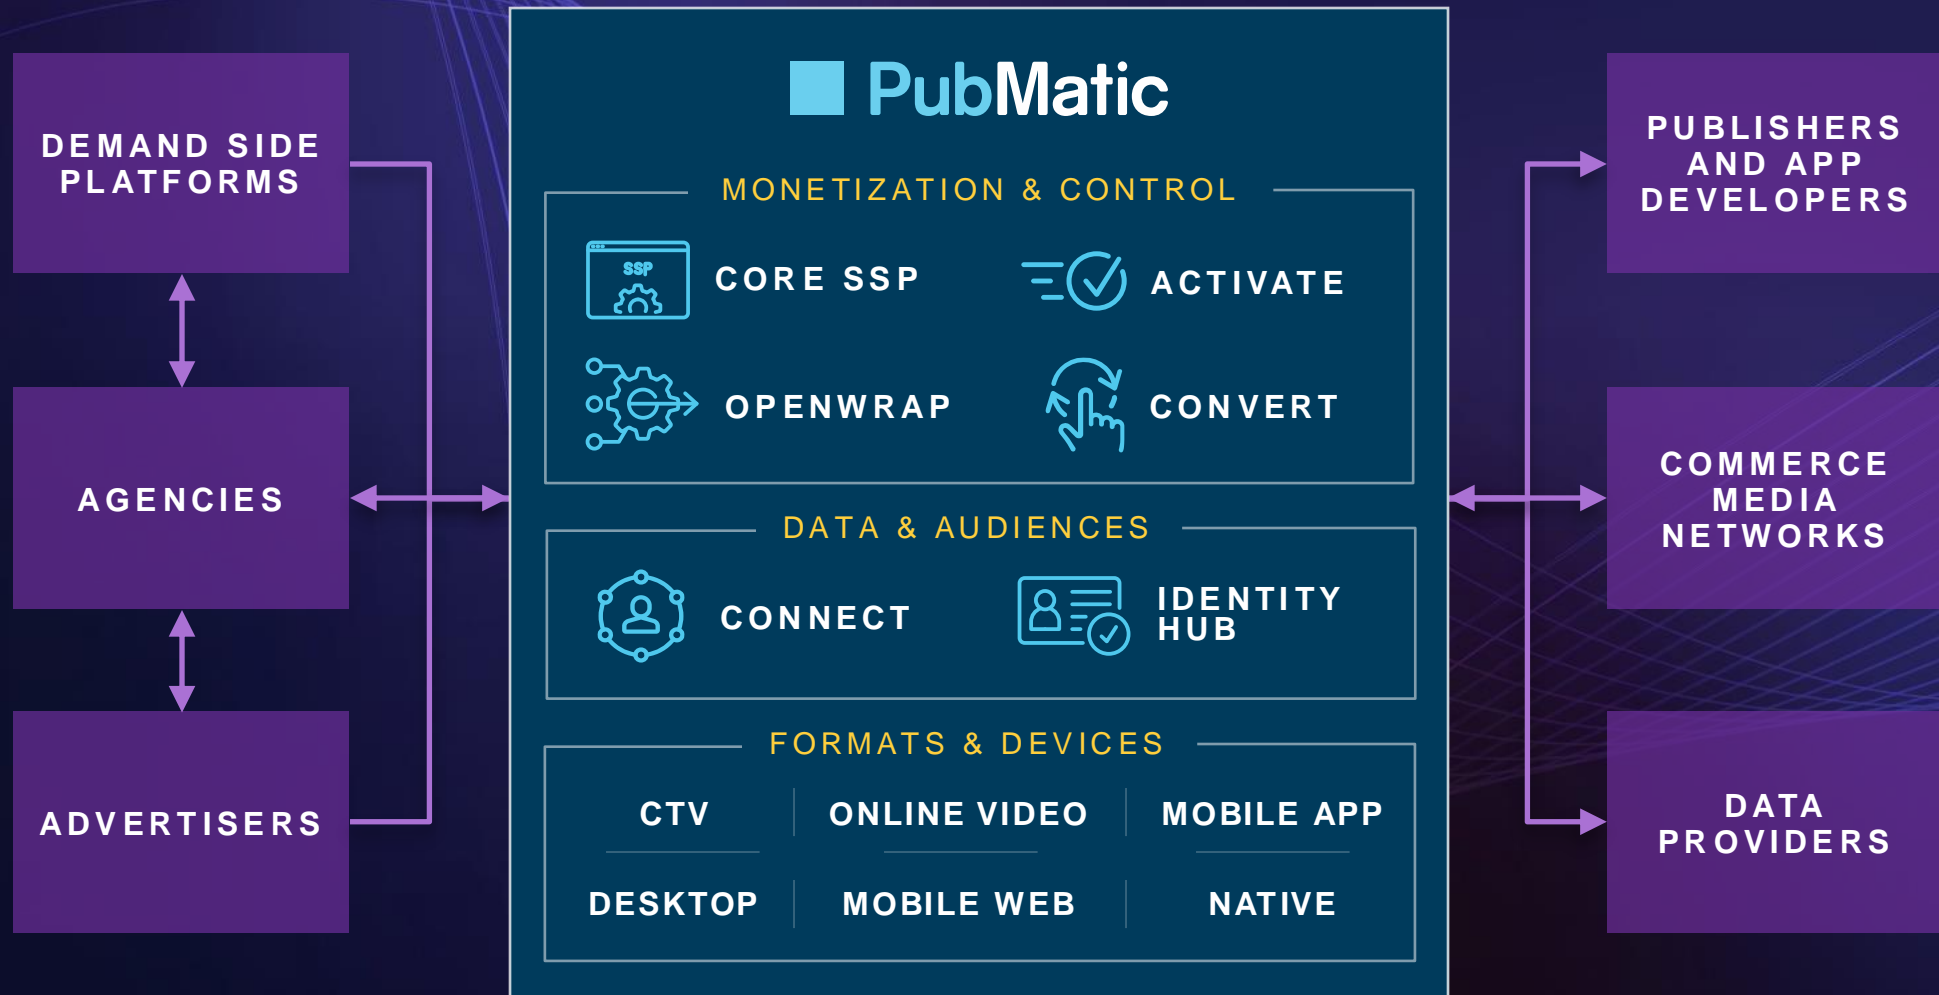 DEMAND SIDE
PLATFORMS
AGENCIES
ADVERTISERS
PubMatic
MONETIZATION & CONTROL
SSP
CORE SSP
ACTIVATE
OPENWRAP
CONVERT
DATA & AUDIENCES
CONNECT
IDENTITY
HUB
FORMATS & DEVICES
CTV
ONLINE VIDEO
MOBILE APP
DESKTOP
MOBILE WEB
NATIVE
PUBLISHERS
AND APP
DEVELOPERS
COMMERCE
MEDIA
NETWORKS
DATA
PROVIDERS